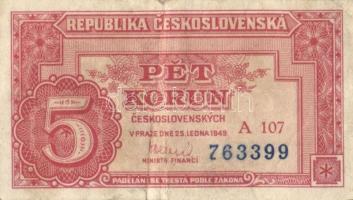 REPUBLIKA ČESKOSLOVENSKÁ
PĚT
KORUN
ČESKOSLOVENSKÝCH
V PRAZE DNE 25. LEDNA 1949
A 107
5
763399
MINISTR FINANCÍ
PADĚLÁNÍ SE TRESTÁ PODLE ZÁKONA